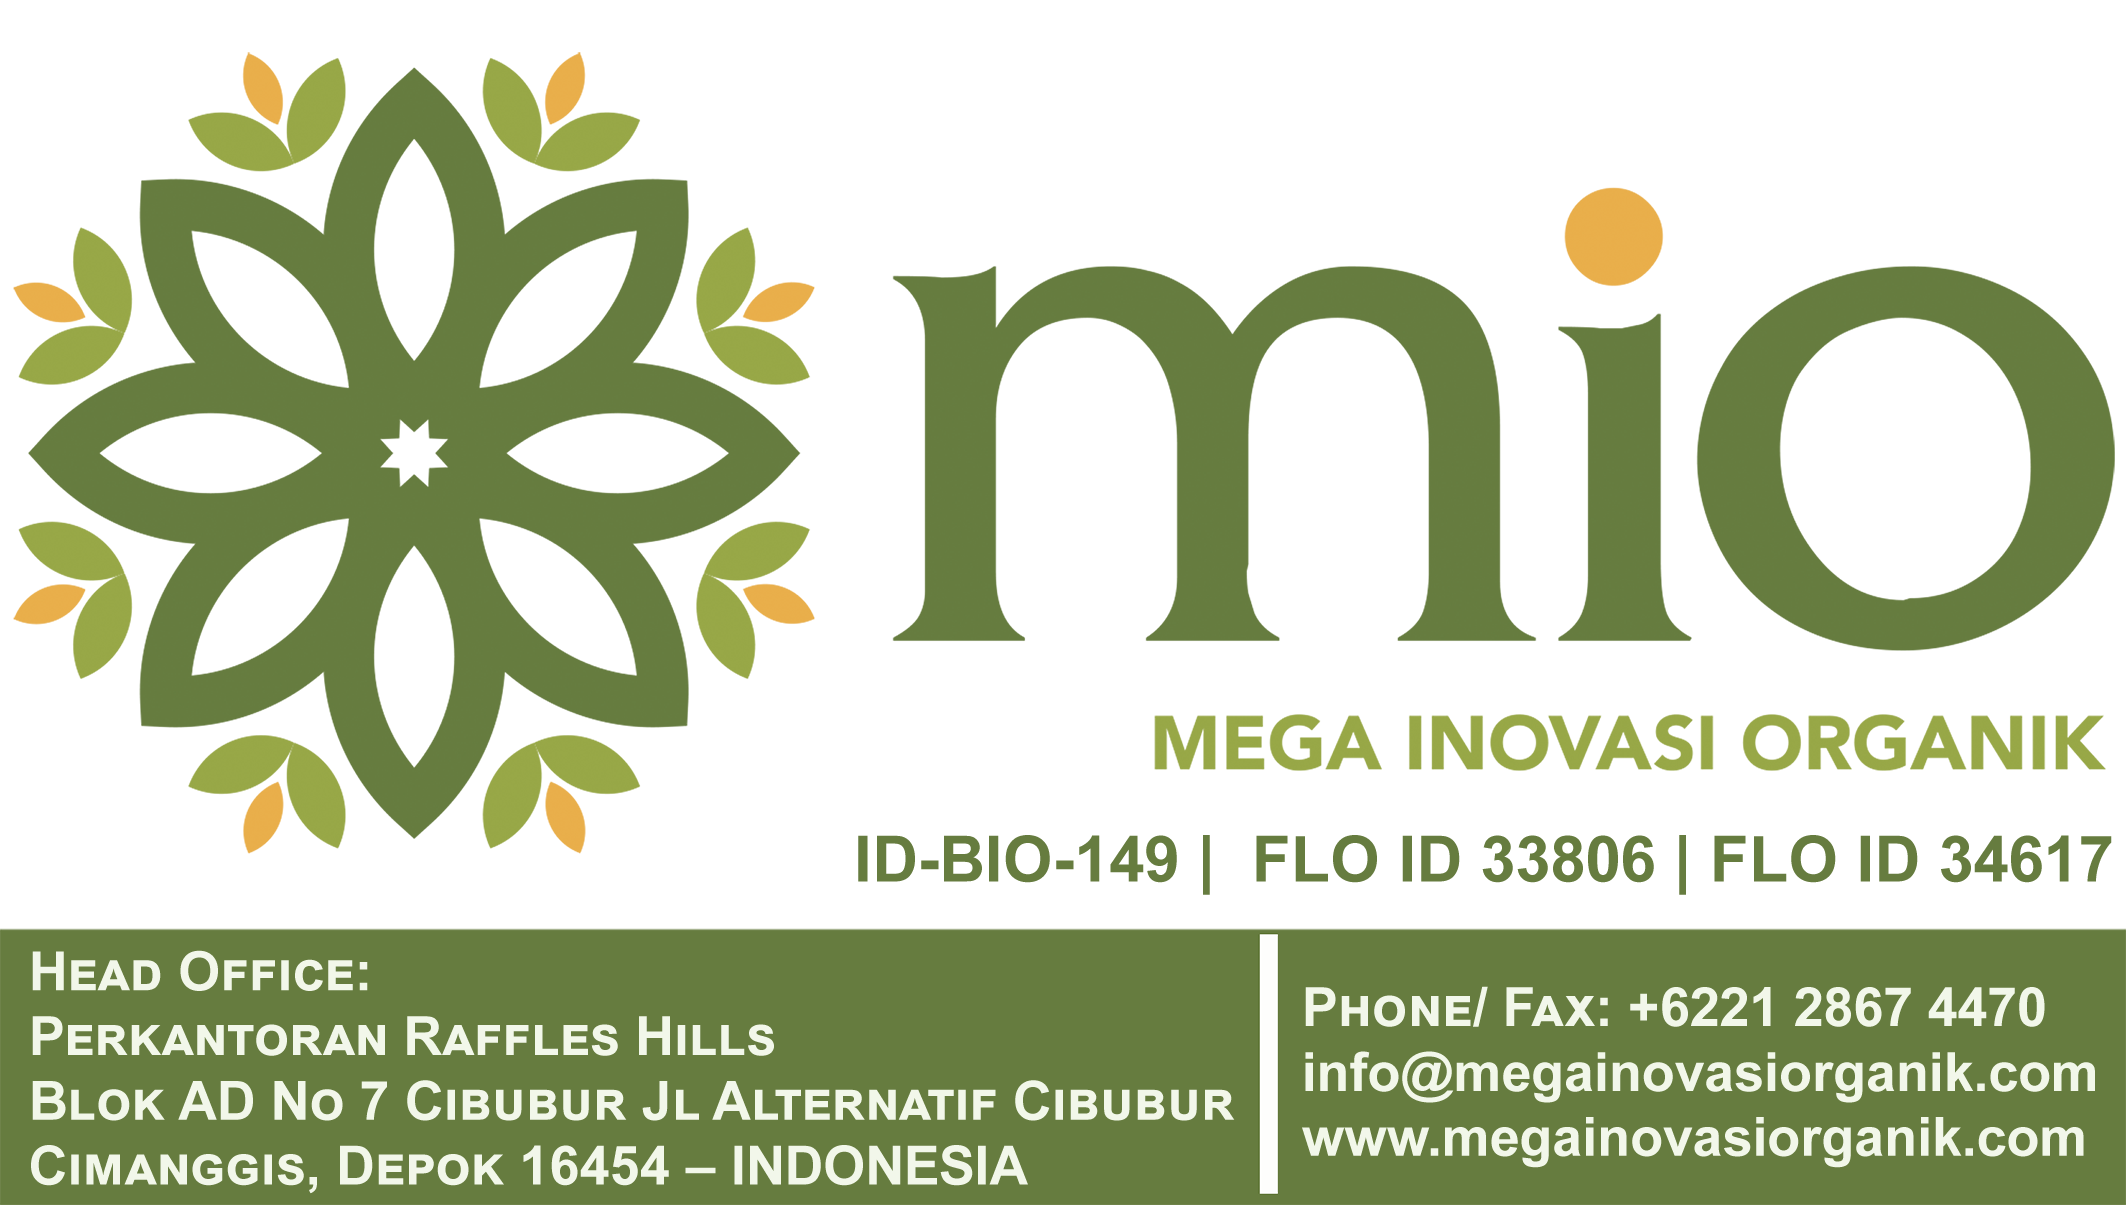 mio
MEGA INOVASI ORGANIK
ID-BIO-149 | FLO ID 33806 | FLO ID 34617
HEAD OFFICE:
PERKANTORAN RAFFLES HILLS
BLOK AD NO 7 CIBUBUR JL ALTERNATIF CIBUBUR
CIMANGGIS, DEPOK 16454 – INDONESIA
PHONE/ FAX: +6221 2867 4470
info@megainovasiorganik.com
www.megainovasiorganik.com